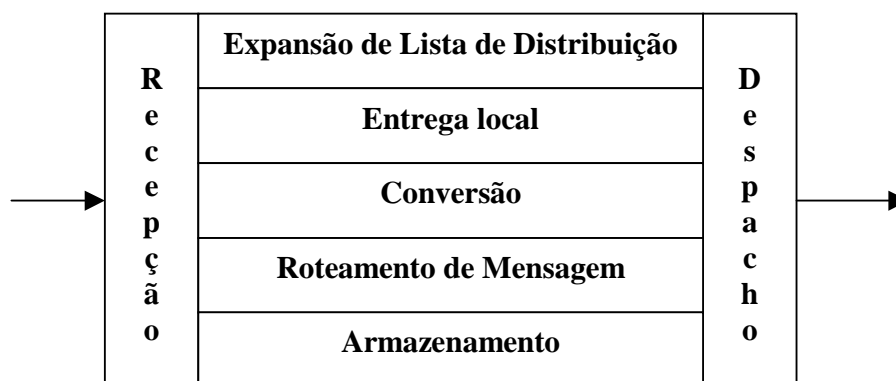 Recepção
Expansão de Lista de Distribuição
Entrega local
Conversão
Roteamento de Mensagem
Armazenamento
Despacho